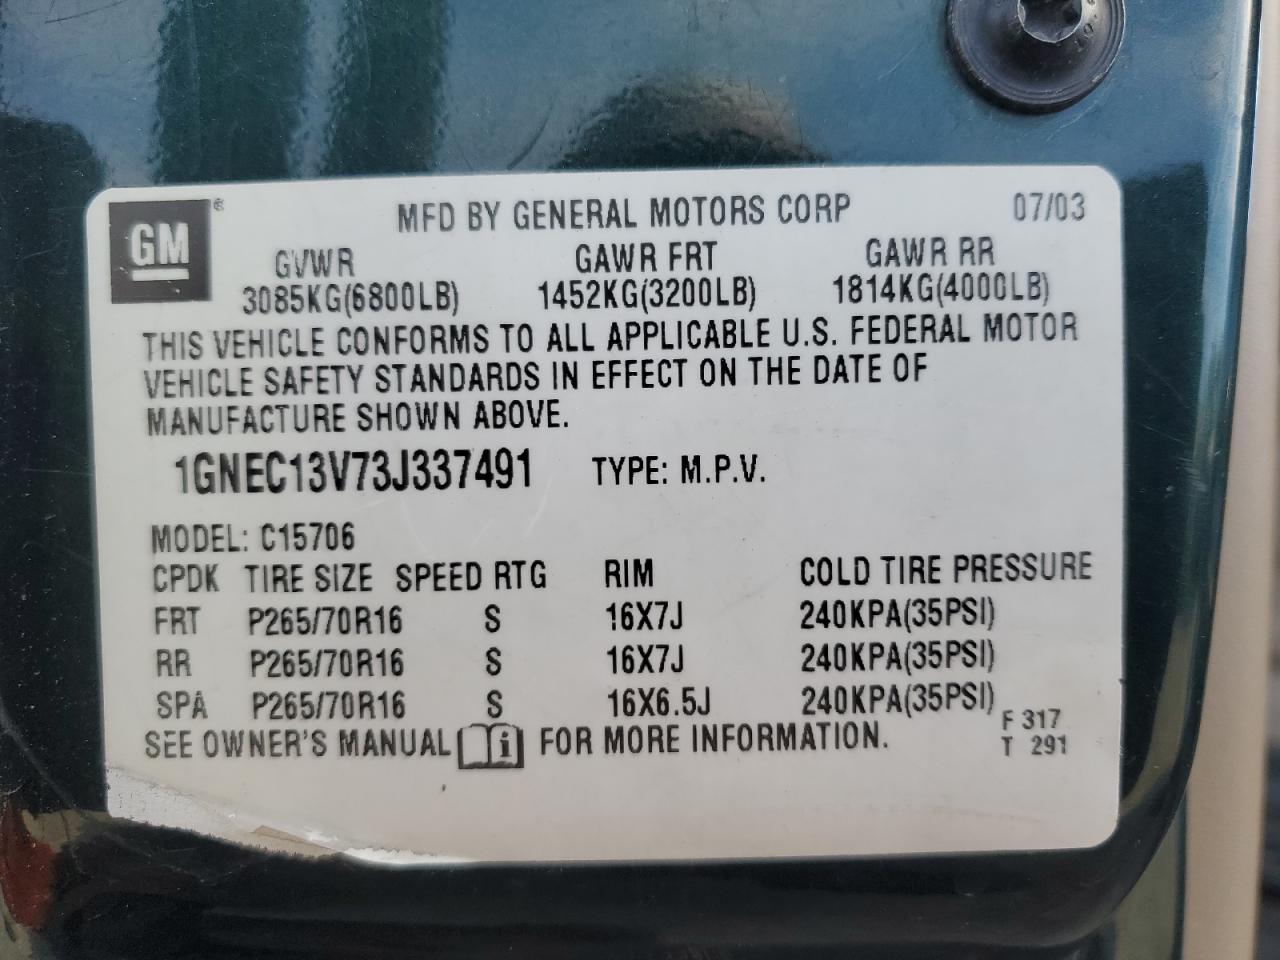 GM® MFD BY GENERAL MOTORS CORP 07/03
GVWR GAWR FRT GAWR RR
3085KG(6800LB) 1452KG(3200LB) 1814KG(4000LB)
THIS VEHICLE CONFORMS TO ALL APPLICABLE U.S. FEDERAL MOTOR
VEHICLE SAFETY STANDARDS IN EFFECT ON THE DATE OF
MANUFACTURE SHOWN ABOVE.
1GNEC13V73J337491 TYPE: M.P.V.
MODEL: C15706
CPDK TIRE SIZE SPEED RTG RIM COLD TIRE PRESSURE
FRT P265/70R16 S 16X7J 240KPA(35PSI)
RR P265/70R16 S 16X7J 240KPA(35PSI)
SPA P265/70R16 S 16X6.5J 240KPA(35PSI)
SEE OWNER'S MANUAL i FOR MORE INFORMATION.
F 317
T 291